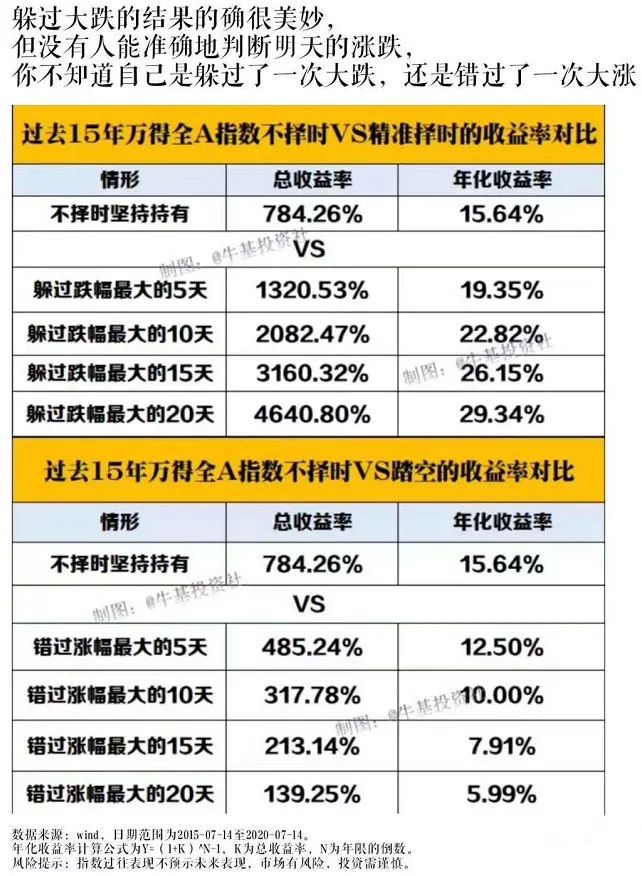 躲过大跌的结果的确很美妙，
但没有人能准确地判断明天的涨跌，
你不知道自己是躲过了一次大跌，还是错过了一次大涨
过去15年万得全A指数不择时VS精准择时的收益率对比
情形 总收益率 年化收益率
不择时坚持持有 784.26% 15.64%
制图：@牛基投资社
VS
躲过跌幅最大的5天 1320.53% 19.35%
躲过跌幅最大的10天 2082.47% 22.82%
制图：@牛基投资社
躲过跌幅最大的15天 3160.32% 26.15%
躲过跌幅最大的20天 4640.80% 29.34%
过去15年万得全A指数不择时VS踏空的收益率对比
情形 总收益率 年化收益率
不择时坚持持有 784.26% 15.64%
制图：@牛基投资社
VS
错过涨幅最大的5天 485.24% 12.50%
错过涨幅最大的10天 317.78% 10.00%
制图：@牛基投资社
错过涨幅最大的15天 213.14% 7.91%
错过涨幅最大的20天 139.25% 5.99%
数据来源：wind，日期范围为2015-07-14至2020-07-14。
年化收益率计算公式为Y=（1+K）^N-1，K为总收益率，N为年限的倒数。
风险提示：指数过往表现不预示未来表现，市场有风险，投资需谨慎。